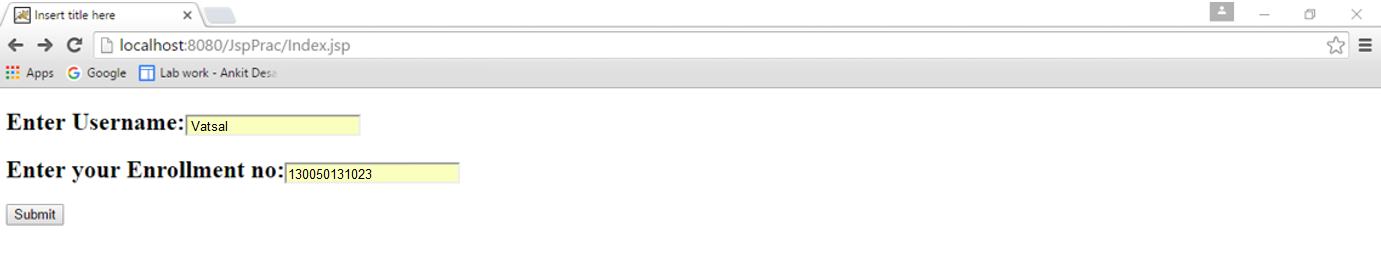 Insert title here
localhost:8080/JspPrac/Index.jsp
Apps Google Lab work - Ankit Desa
Enter Username: Vatsal
Enter your Enrollment no: 130050131023
Submit